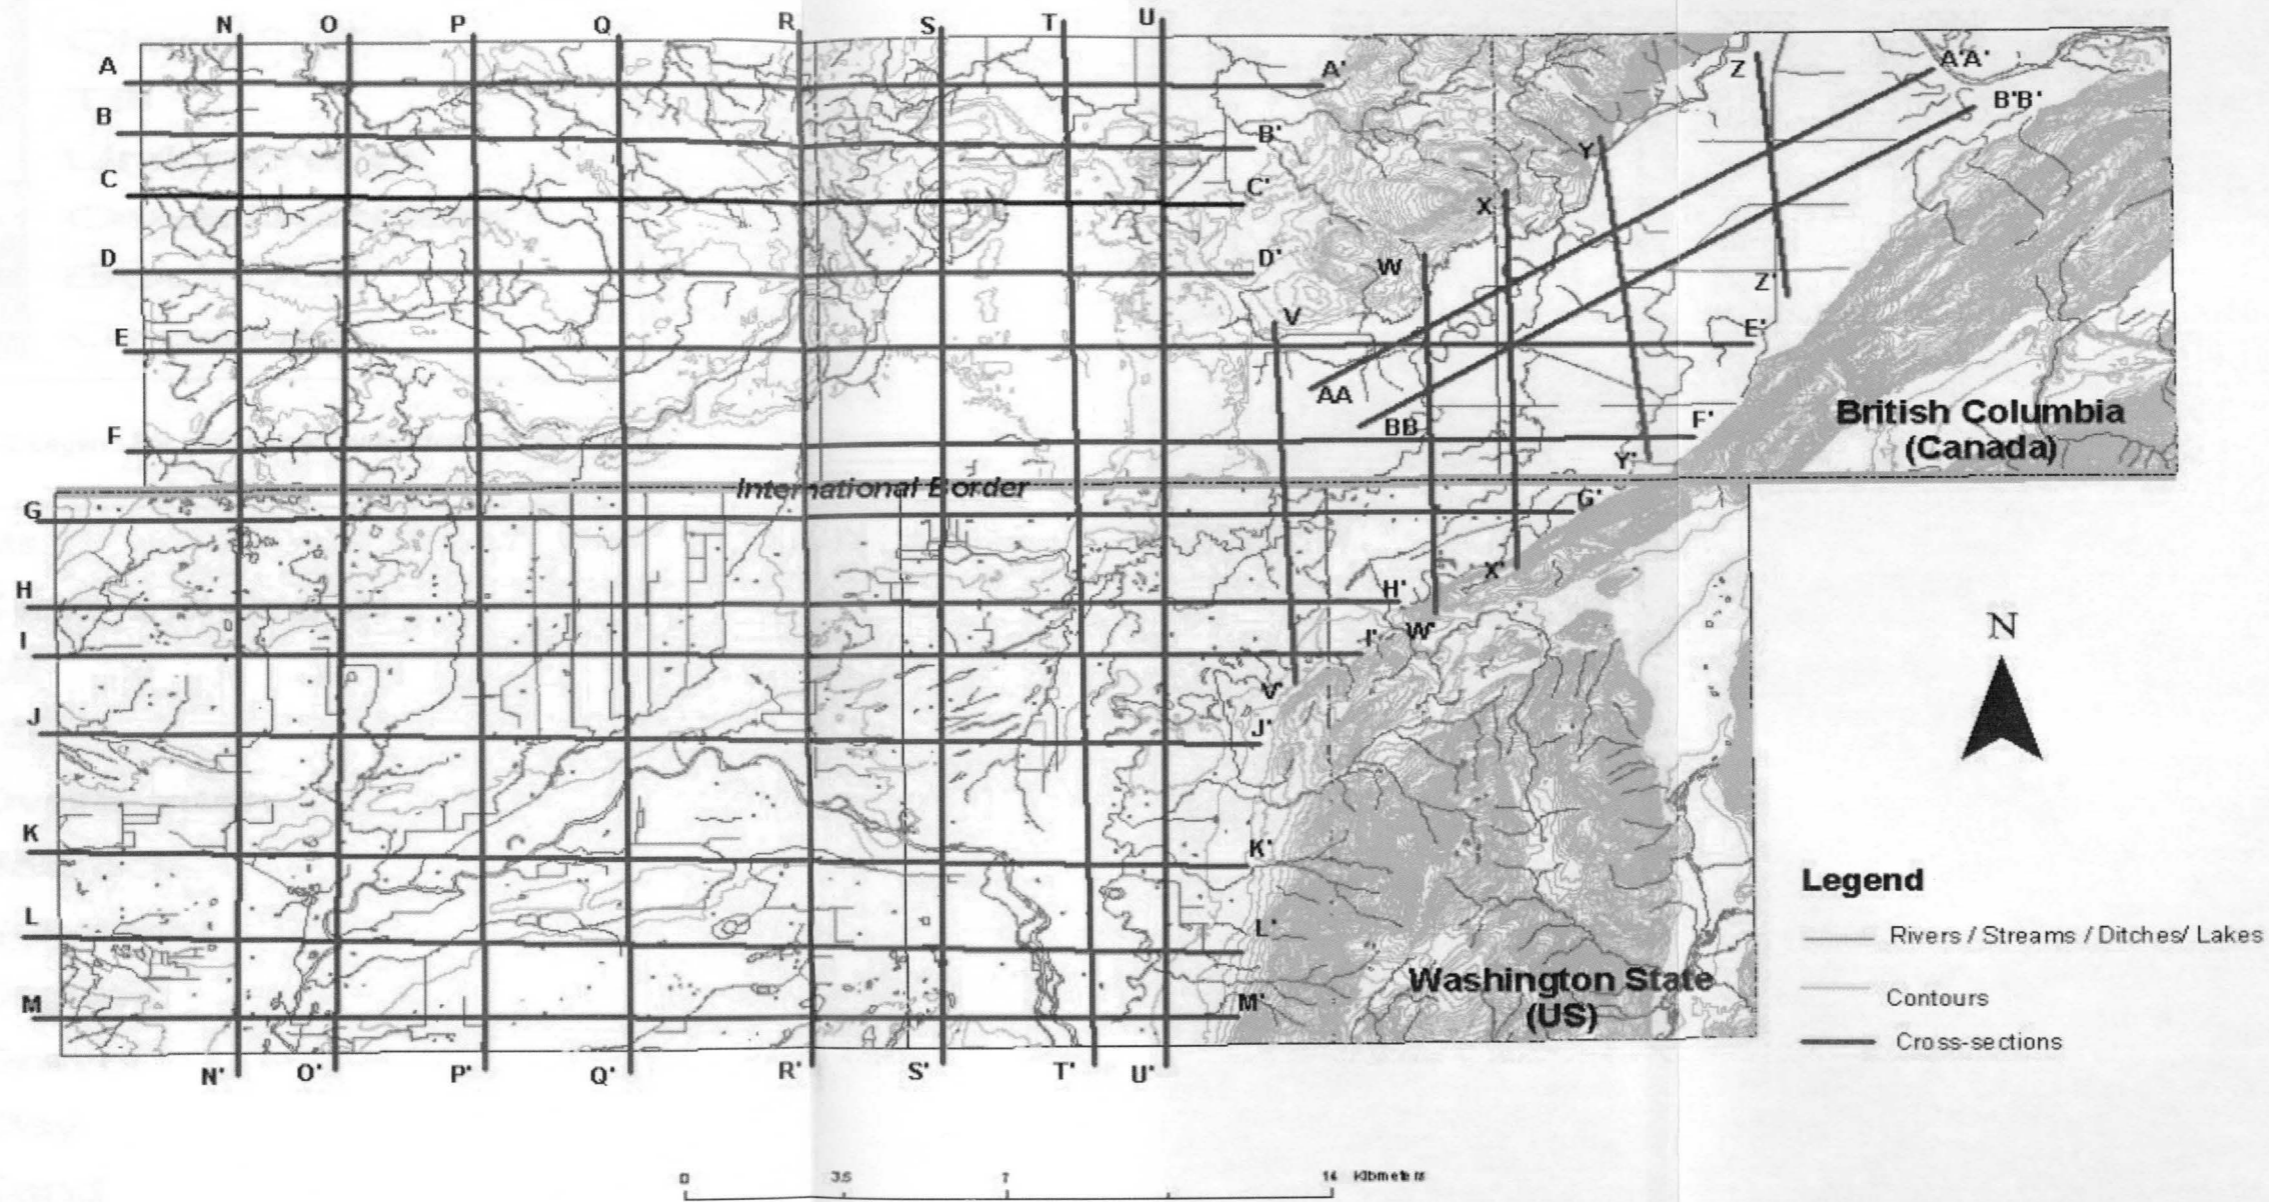 N O P Q R S T U
A A' Z A'A'
B B' Y B'B'
C C' X
D D' W Z'
E V E'
AA
F BB F' Y'
British Columbia
(Canada)
International Border
G G'
H H' X'
I I' W'
V'
J J'
N
K K'
L L'
M M'
Washington State
(US)
Legend
Rivers / Streams / Ditches/ Lakes
Contours
Cross-sections
N' O' P' Q' R' S' T' U'
0 3.5 7 14 Kilometers